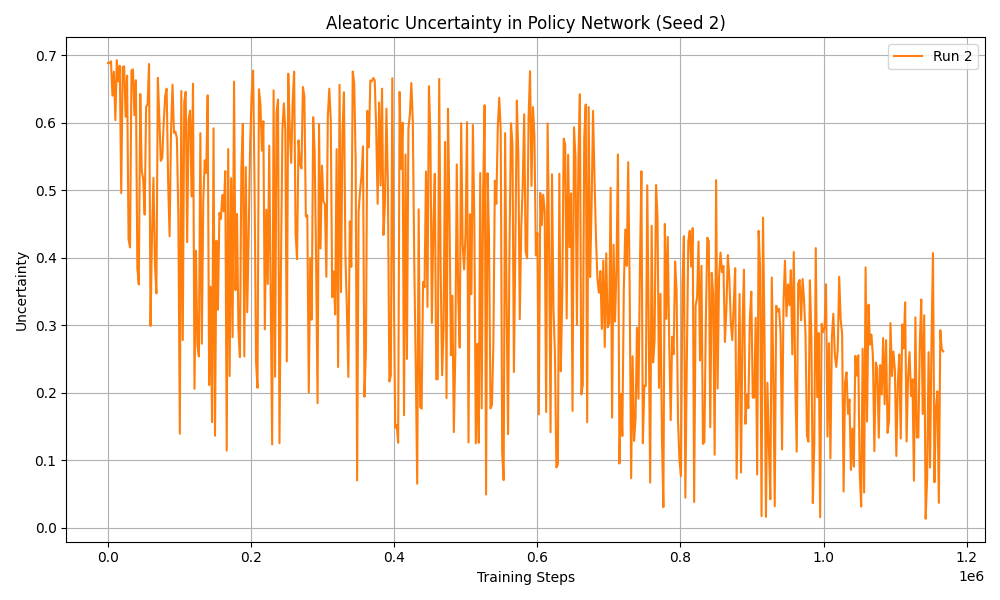 Aleatoric Uncertainty in Policy Network (Seed 2)
Run 2
Uncertainty
0.7
0.6
0.5
0.4
0.3
0.2
0.1
0.0
0.0 0.2 0.4 0.6 0.8 1.0 1.2
1e6
Training Steps